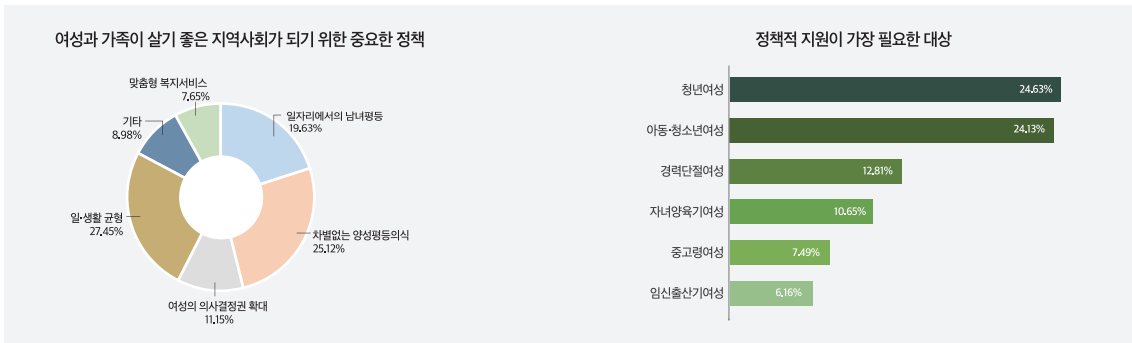 여성과 가족이 살기 좋은 지역사회가 되기 위한 중요한 정책
맞춤형 복지서비스
7.65%
기타
8.98%
일자리에서의 남녀평등
19.63%
일·생활 균형
27.45%
차별없는 양성평등의식
25.12%
여성의 의사결정권 확대
11.15%
정책적 지원이 가장 필요한 대상
청년여성 24.63%
아동·청소년여성 24.13%
경력단절여성 12.81%
자녀양육기여성 10.65%
중고령여성 7.49%
임신출산기여성 6.16%